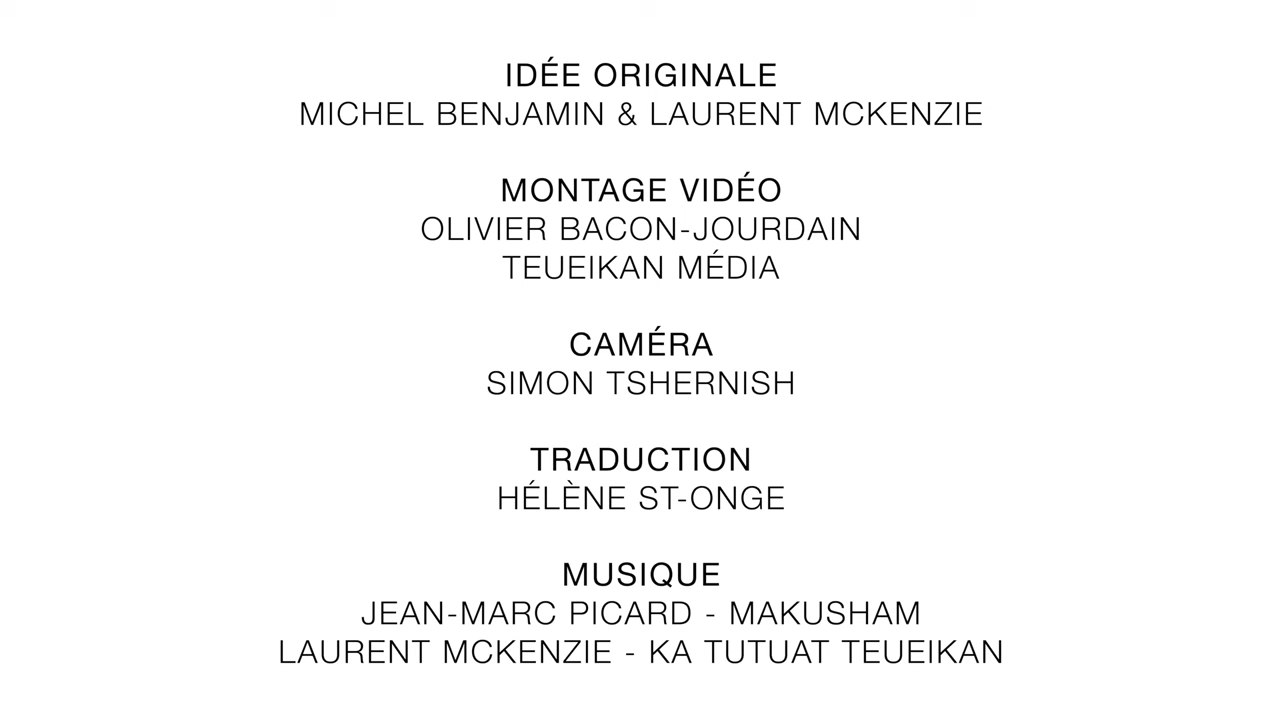 IDÉE ORIGINALE
MICHEL BENJAMIN & LAURENT MCKENZIE
MONTAGE VIDÉO
OLIVIER BACON-JOURDAIN
TEUEIKAN MÉDIA
CAMÉRA
SIMON TSHERNISH
TRADUCTION
HÉLÈNE ST-ONGE
MUSIQUE
JEAN-MARC PICARD - MAKUSHAM
LAURENT MCKENZIE - KA TUTUAT TEUEIKAN